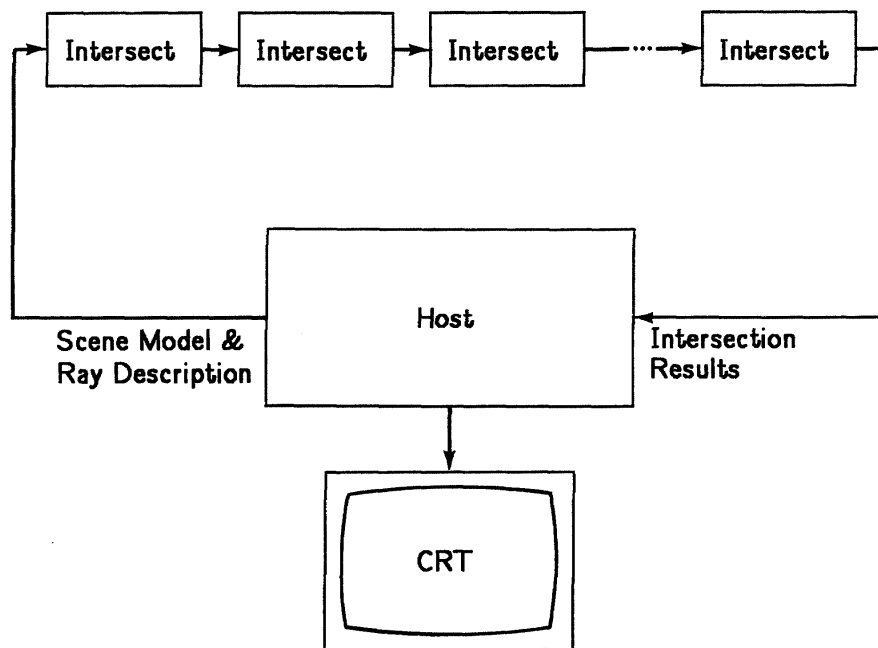 Intersect
Intersect
Intersect
...
Intersect
Host
Scene Model &
Ray Description
Intersection
Results
CRT